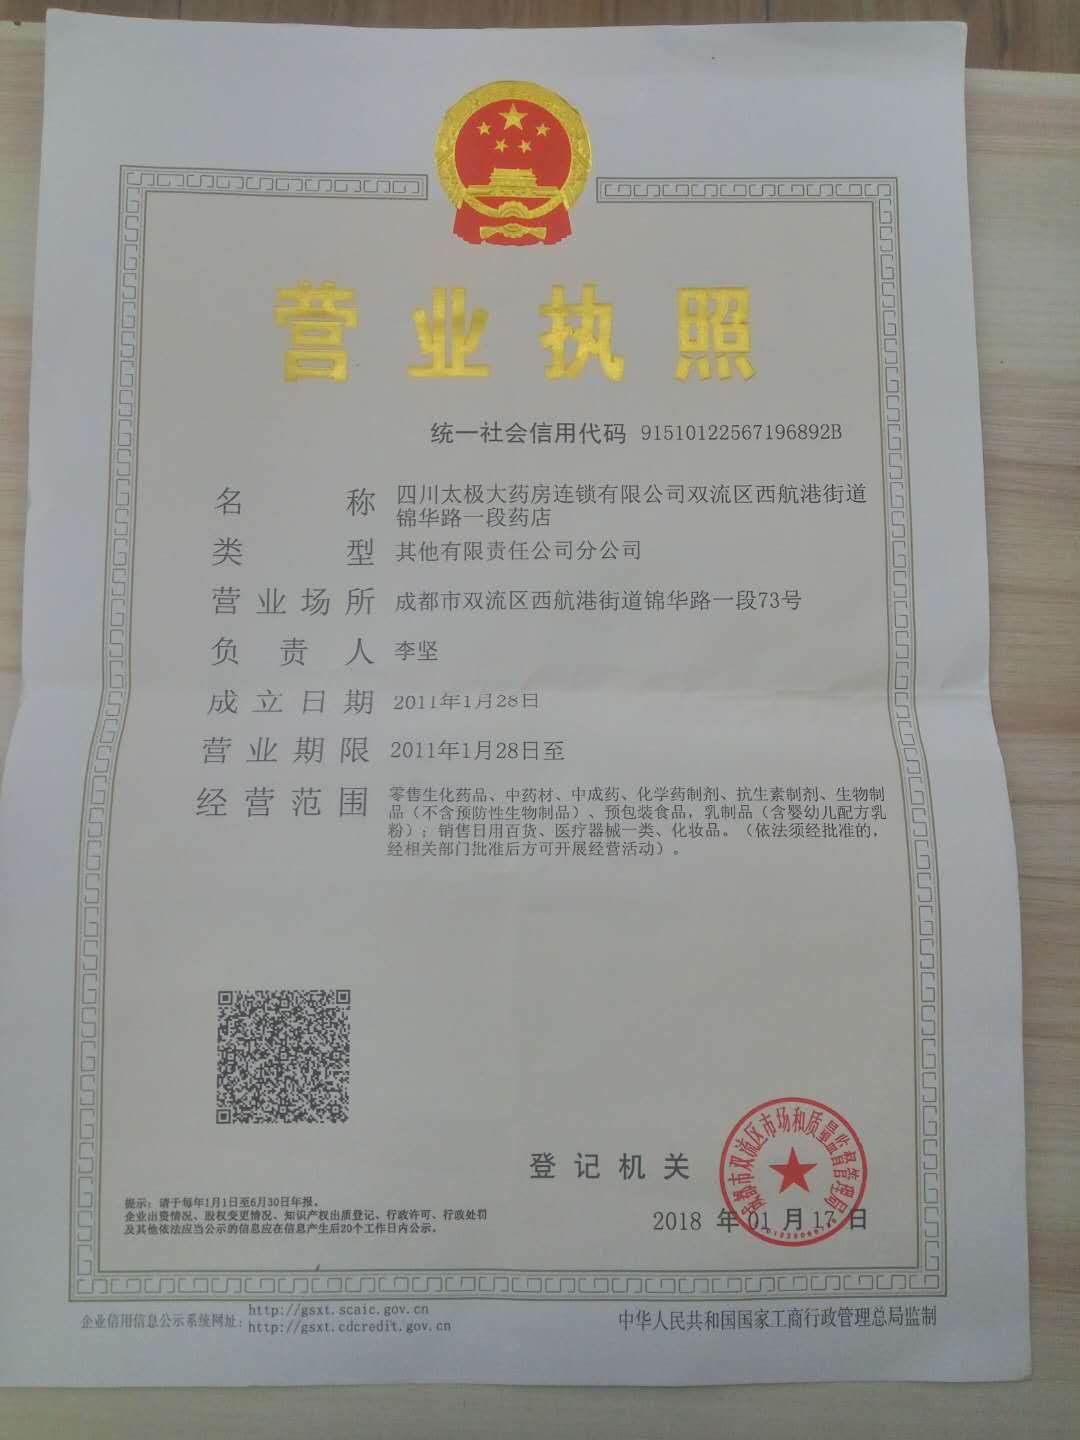 营业执照
统一社会信用代码 91510122567196892B
名称 四川太极大药房连锁有限公司双流区西航港街道
锦华路一段药店
类型 其他有限责任公司分公司
营业场所 成都市双流区西航港街道锦华路一段73号
负责人 李坚
成立日期 2011年1月28日
营业期限 2011年1月28日至
经营范围 零售生化药品、中药材、中成药、化学药制剂、抗生素制剂、生物制
品（不含预防性生物制品）、预包装食品，乳制品（含婴幼儿配方乳
粉）；销售日用百货、医疗器械一类、化妆品。（依法须经批准的，
经相关部门批准后方可开展经营活动）。
登记机关
成都市双流区市场和质量监督管理局
2018 年 01 月 17 日
提示：请于每年1月1日至6月30日年报。
企业出资情况、股权变更情况、知识产权出质登记、行政许可、行政处罚
及其他依法应当公示的信息应在信息产生后20个工作日内公示。
企业信用信息公示系统网址：http://gsxt.scaic.gov.cn
http://gsxt.cdcredit.gov.cn
中华人民共和国国家工商行政管理总局监制